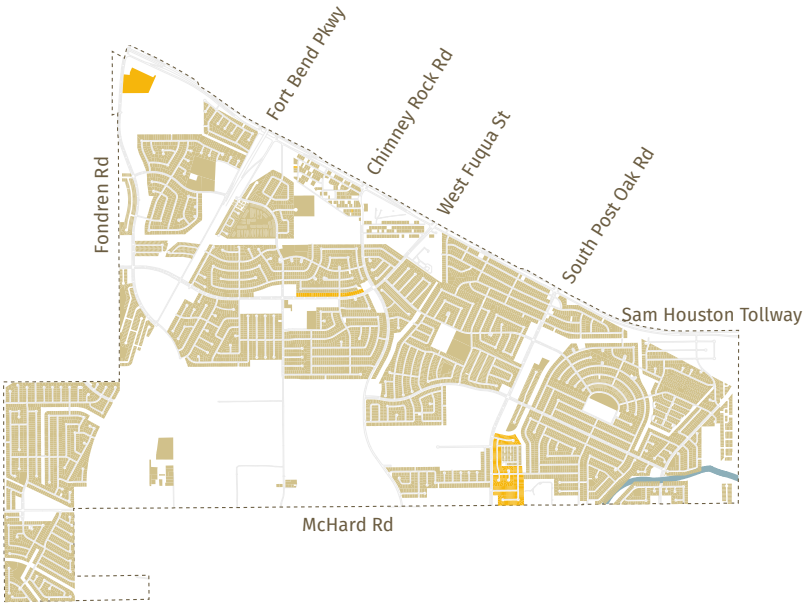 Fort Bend Pkwy
Chimney Rock Rd
West Fuqua St
South Post Oak Rd
Fondren Rd
Sam Houston Tollway
McHard Rd